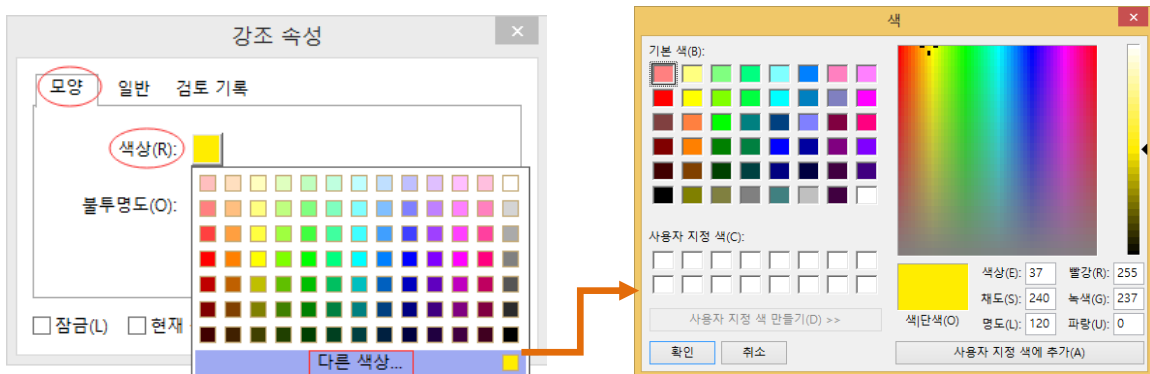 강조 속성
모양 일반 검토 기록
색상(R):
불투명도(O):
잠금(L) 현재
다른 색상...
색
기본 색(B):
사용자 지정 색(C):
사용자 지정 색 만들기(D) >>
확인 취소
색|단색(O)
색상(E): 37 빨강(R): 255
채도(S): 240 녹색(G): 237
명도(L): 120 파랑(U): 0
사용자 지정 색에 추가(A)